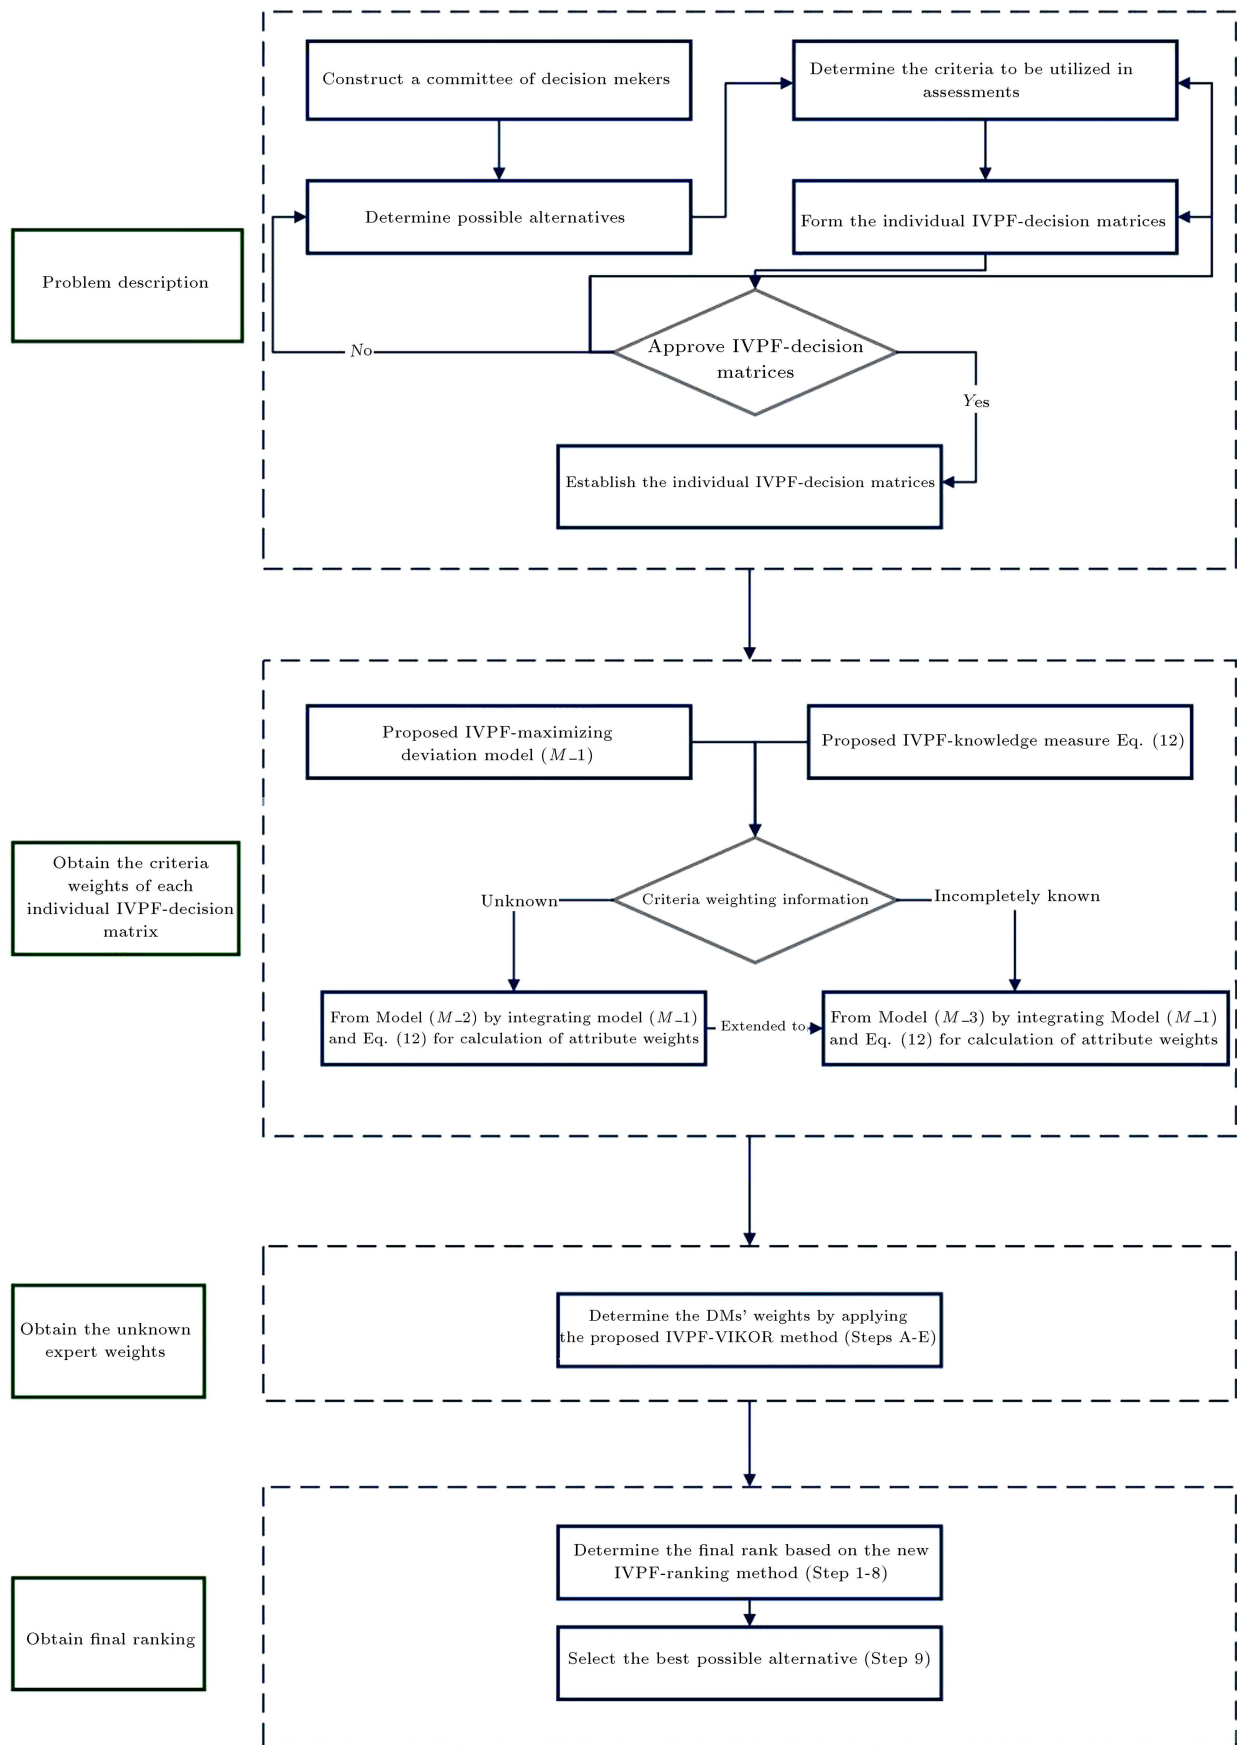 Construct a committee of decision mekers
Determine the criteria to be utilized in
assessments
Determine possible alternatives
Form the individual IVPF-decision matrices
Problem description
No
Approve IVPF-decision
matrices
Yes
Establish the individual IVPF-decision matrices
Proposed IVPF-maximizing
deviation model (M_1)
Proposed IVPF-knowledge measure Eq. (12)
Obtain the criteria
weights of each
individual IVPF-decision
matrix
Unknown
Criteria weighting information
Incompletely known
From Model (M_2) by integrating model (M_1)
and Eq. (12) for calculation of attribute weights
Extended to
From Model (M_3) by integrating Model (M_1)
and Eq. (12) for calculation of attribute weights
Obtain the unknown
expert weights
Determine the DMs' weights by applying
the proposed IVPF-VIKOR method (Steps A-E)
Determine the final rank based on the new
IVPF-ranking method (Step 1-8)
Obtain final ranking
Select the best possible alternative (Step 9)